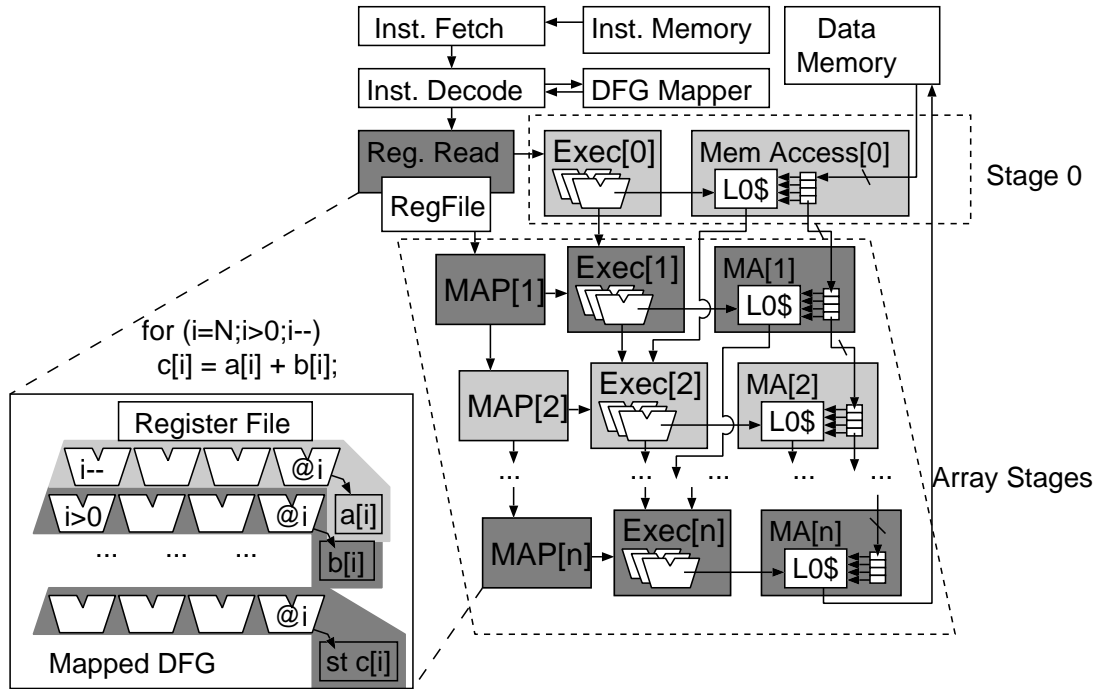 Inst. Fetch
Inst. Memory
Data
Memory
Inst. Decode
DFG Mapper
Reg. Read
RegFile
Exec[0]
Mem Access[0]
L0$
Stage 0
MAP[1]
Exec[1]
MA[1]
L0$
for (i=N;i>0;i--)
c[i] = a[i] + b[i];
MAP[2]
Exec[2]
MA[2]
L0$
... ... ... ... ...
Array Stages
MAP[n]
Exec[n]
MA[n]
L0$
Register File
i--
@i
a[i]
i>0
@i
b[i]
... ... ...
@i
st c[i]
Mapped DFG